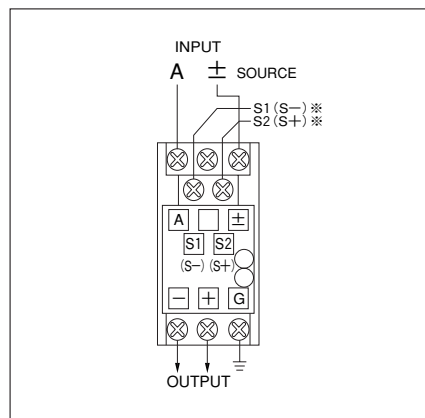 INPUT
A ± SOURCE
S1 (S−) ※
S2 (S+) ※
A ±
S1 S2
(S−) (S+)
− + G
OUTPUT